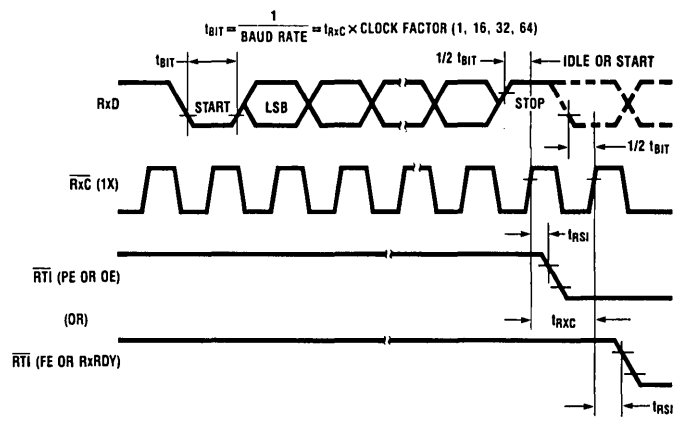 tBIT = 1 / BAUD RATE = tRxC × CLOCK FACTOR (1, 16, 32, 64)
tBIT
1/2 tBIT
IDLE OR START
RxD
START
LSB
STOP
1/2 tBIT
RxC (1X)
tRSI
RTI (PE OR OE)
(OR)
tRXC
RTI (FE OR RxRDY)
tRSI